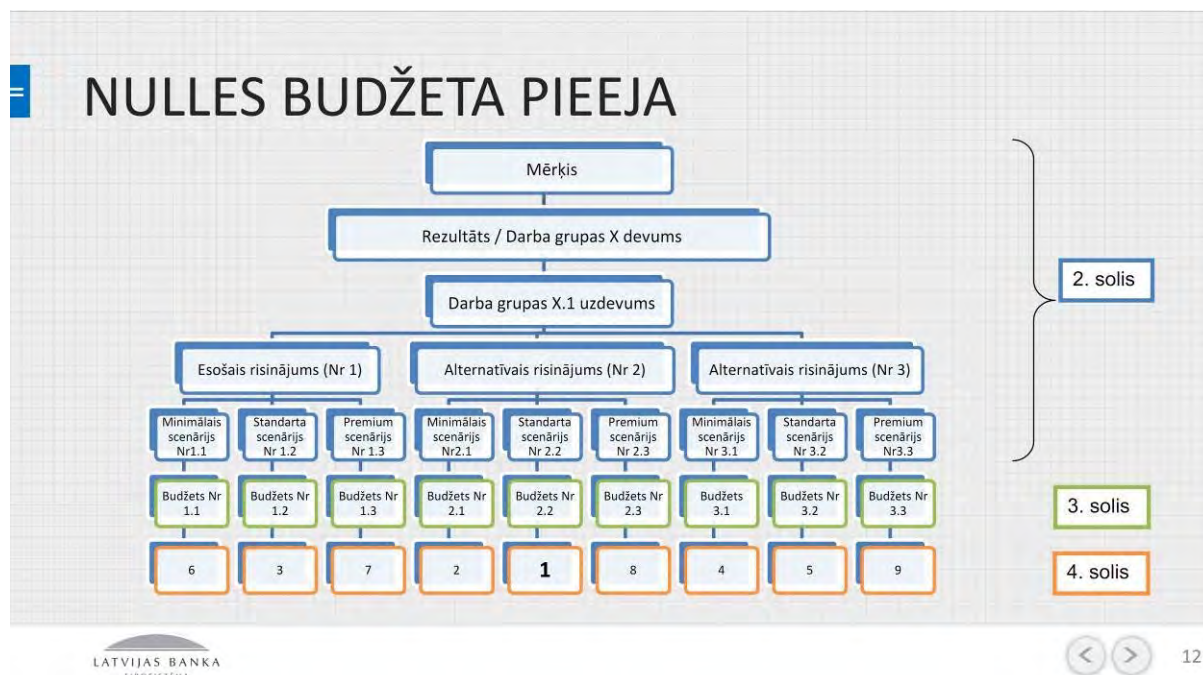 NULLES BUDŽETA PIEEJA
Mērķis
Rezultāts / Darba grupas X devums
Darba grupas X.1 uzdevums
2. solis
Esošais risinājums (Nr 1)
Alternatīvais risinājums (Nr 2)
Alternatīvais risinājums (Nr 3)
Minimālais
scenārijs
Nr1.1
Standarta
scenārijs
Nr 1.2
Premium
scenārijs
Nr 1.3
Minimālais
scenārijs
Nr2.1
Standarta
scenārijs
Nr 2.2
Premium
scenārijs
Nr 2.3
Minimālais
scenārijs
Nr 3.1
Standarta
scenārijs
Nr 3.2
Premium
scenārijs
Nr3.3
Budžets Nr
1.1
Budžets Nr
1.2
Budžets Nr
1.3
Budžets Nr
2.1
Budžets Nr
2.2
Budžets Nr
2.3
Budžets
3.1
Budžets Nr
3.2
Budžets Nr
3.3
3. solis
6
3
7
2
1
8
4
5
9
4. solis
LATVIJAS BANKA
12